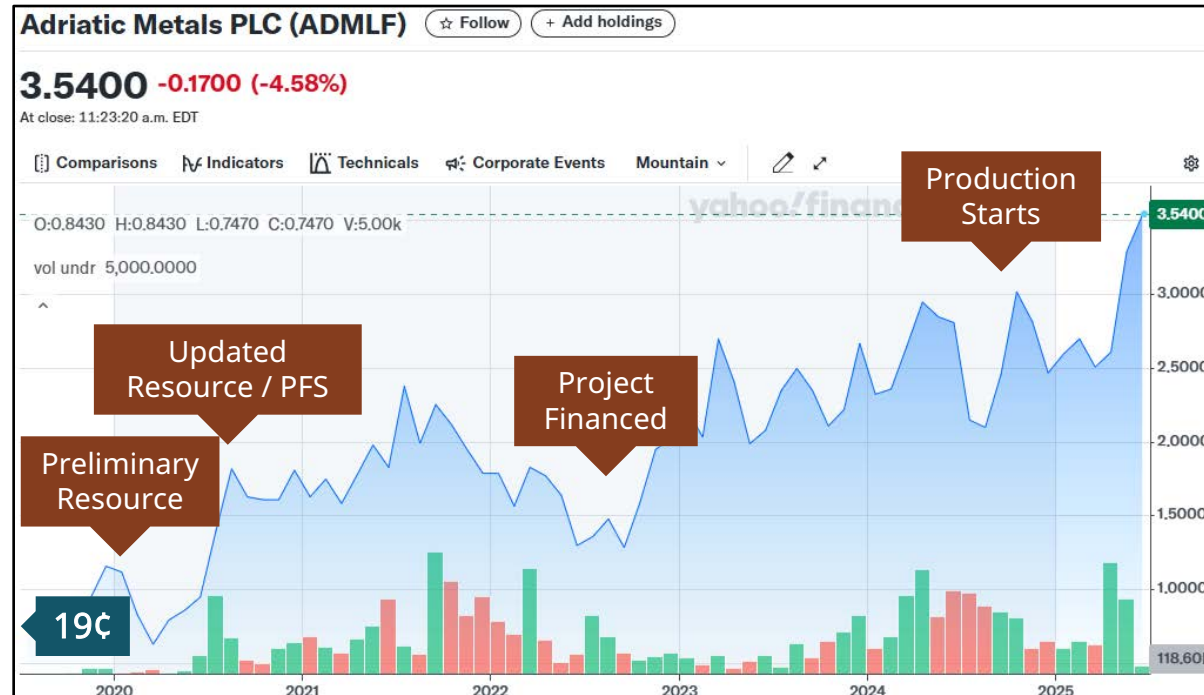 Adriatic Metals PLC (ADMLF) ☆ Follow + Add holdings
3.5400 -0.1700 (-4.58%)
At close: 11:23:20 a.m. EDT
Comparisons Indicators Technicals Corporate Events Mountain
Production
Starts
yahoo!finance
O:0.8430 H:0.8430 L:0.7470 C:0.7470 V:5.00k
3.5400
vol undr 5,000.0000
3.0000
Updated
Resource / PFS
2.5000
Project
Financed
2.0000
Preliminary
Resource
1.5000
1.0000
19¢
118.60
2020 2021 2022 2023 2024 2025